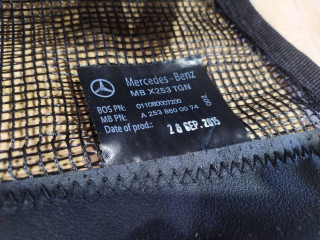 Mercedes-Benz
MB X253 TGN
BOS PN: 011080003200
MB PN: A 253 860 00 74
Date of prod.: 28 SEP. 2015